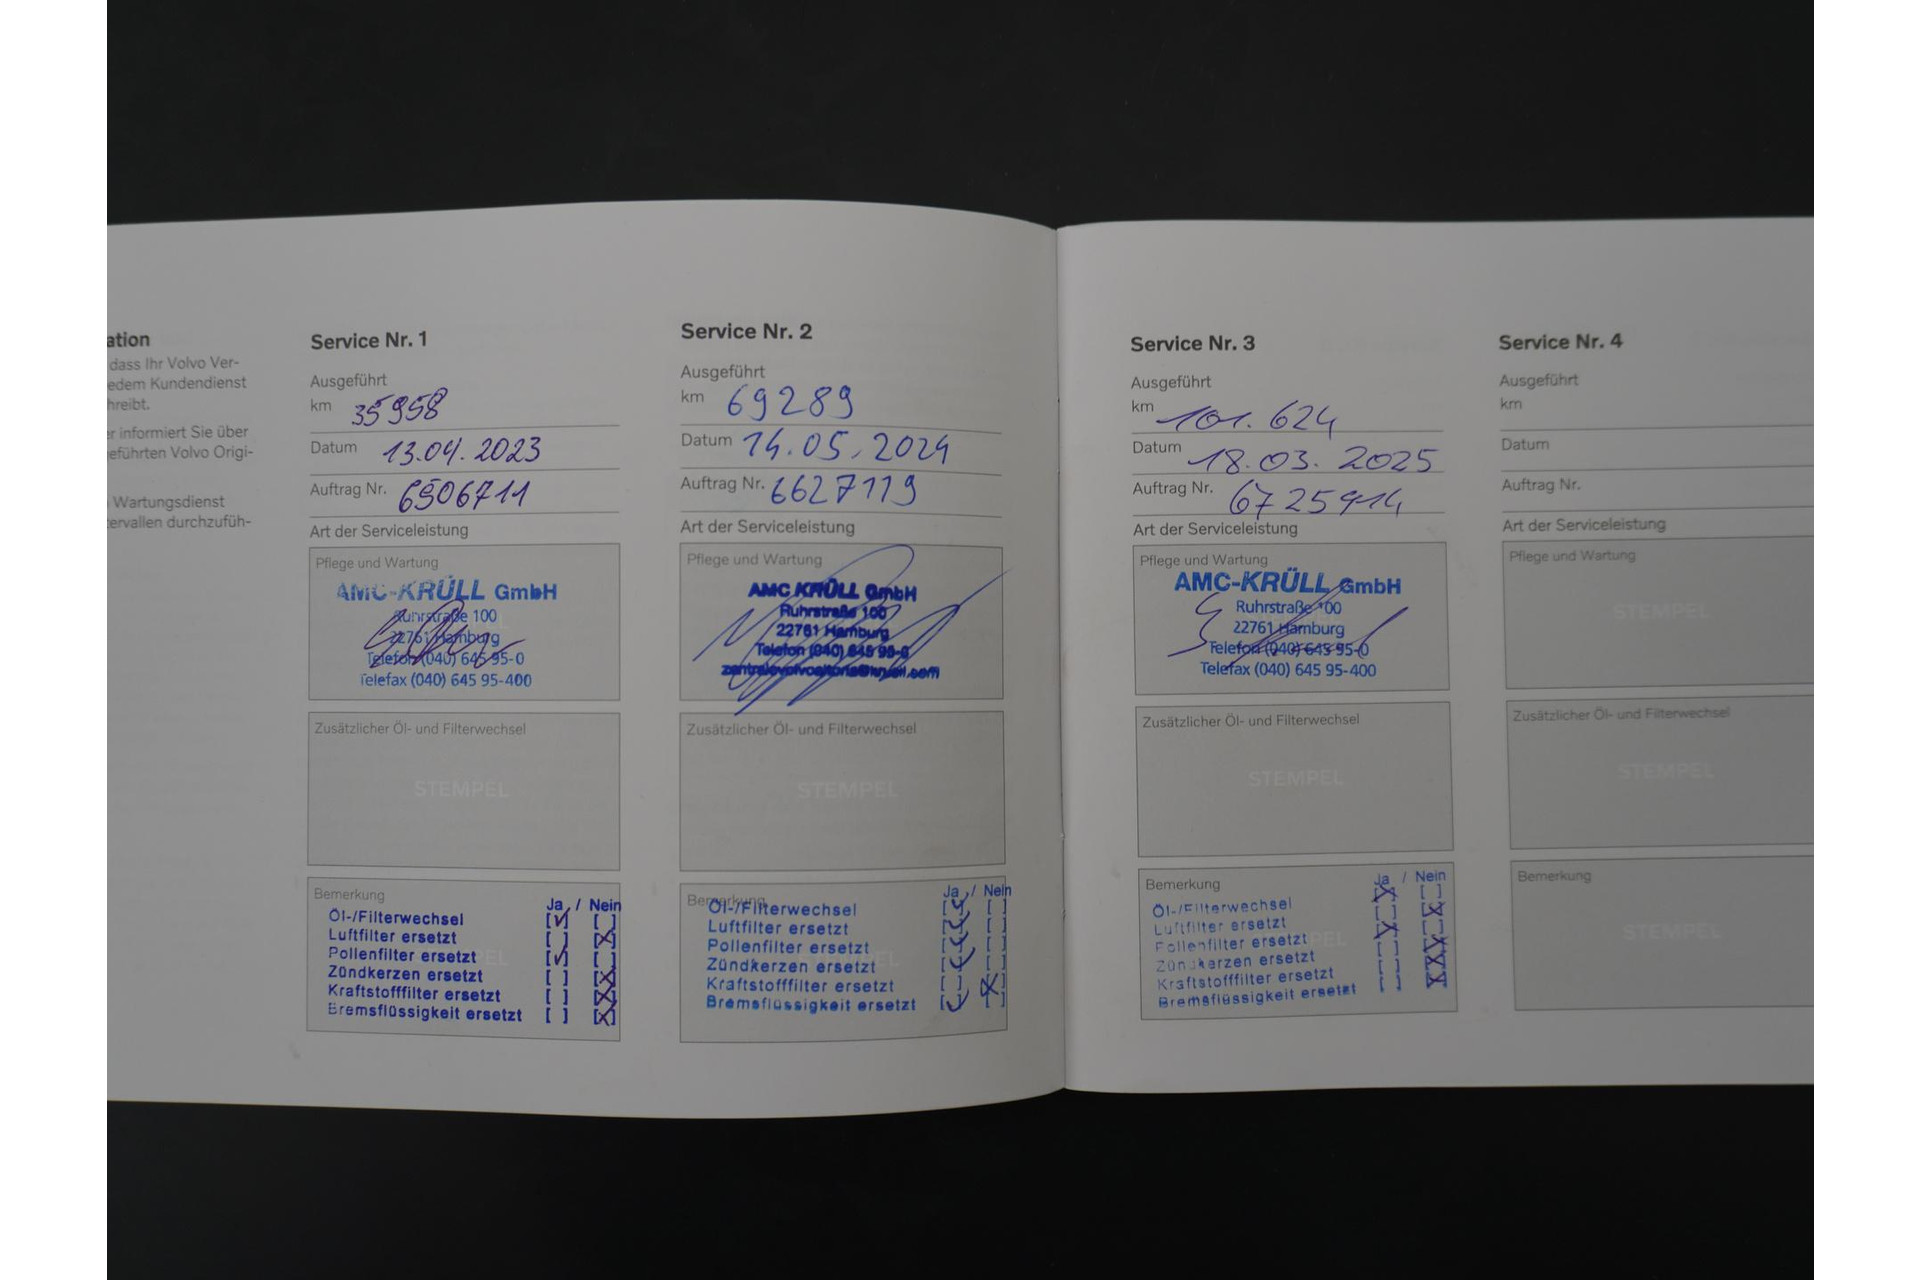 ation
dass Ihr Volvo Ver-
edem Kundendienst
hreibt.
er informiert Sie über
eführten Volvo Origi-
Wartungsdienst
ervallen durchzufüh-
Service Nr. 1
Ausgeführt
km 35958
Datum 13.04.2023
Auftrag Nr. 6506711
Art der Serviceleistung
Pflege und Wartung
AMC-KRÜLL GmbH
Ruhrstraße 100
22761 Hamburg
Telefon (040) 645 95-0
Telefax (040) 645 95-400
Zusätzlicher Öl- und Filterwechsel
STEMPEL
Bemerkung
Ja / Nein
Öl-/Filterwechsel [✓] [ ]
Luftfilter ersetzt [ ] [X]
Pollenfilter ersetzt [✓] [ ]
Zündkerzen ersetzt [ ] [X]
Kraftstofffilter ersetzt [ ] [X]
Bremsflüssigkeit ersetzt [ ] [X]
Service Nr. 2
Ausgeführt
km 69289
Datum 14.05.2024
Auftrag Nr. 6627119
Art der Serviceleistung
Pflege und Wartung
AMC KRÜLL GmbH
Ruhrstraße 100
22761 Hamburg
Telefon (040) 645 95-0
Zusätzlicher Öl- und Filterwechsel
STEMPEL
Bemerkung
Ja / Nein
Öl-/Filterwechsel [✓] [ ]
Luftfilter ersetzt [✓] [ ]
Pollenfilter ersetzt [✓] [ ]
Zündkerzen ersetzt [✓] [ ]
Kraftstofffilter ersetzt [ ] [X]
Bremsflüssigkeit ersetzt [✓] [ ]
Service Nr. 3
Ausgeführt
km 101.624
Datum 18.03.2025
Auftrag Nr. 6725914
Art der Serviceleistung
Pflege und Wartung
AMC-KRÜLL GmbH
Ruhrstraße 100
22761 Hamburg
Telefon (040) 645 95-0
Telefax (040) 645 95-400
Zusätzlicher Öl- und Filterwechsel
STEMPEL
Bemerkung
Ja / Nein
Öl-/Filterwechsel [X] [ ]
Luftfilter ersetzt [ ] [X]
Pollenfilter ersetzt [X] [ ]
Zündkerzen ersetzt [ ] [X]
Kraftstofffilter ersetzt [ ] [X]
Bremsflüssigkeit ersetzt [ ] [X]
Service Nr. 4
Ausgeführt
km
Datum
Auftrag Nr.
Art der Serviceleistung
Pflege und Wartung
STEMPEL
Zusätzlicher Öl- und Filterwechsel
STEMPEL
Bemerkung
STEMPEL